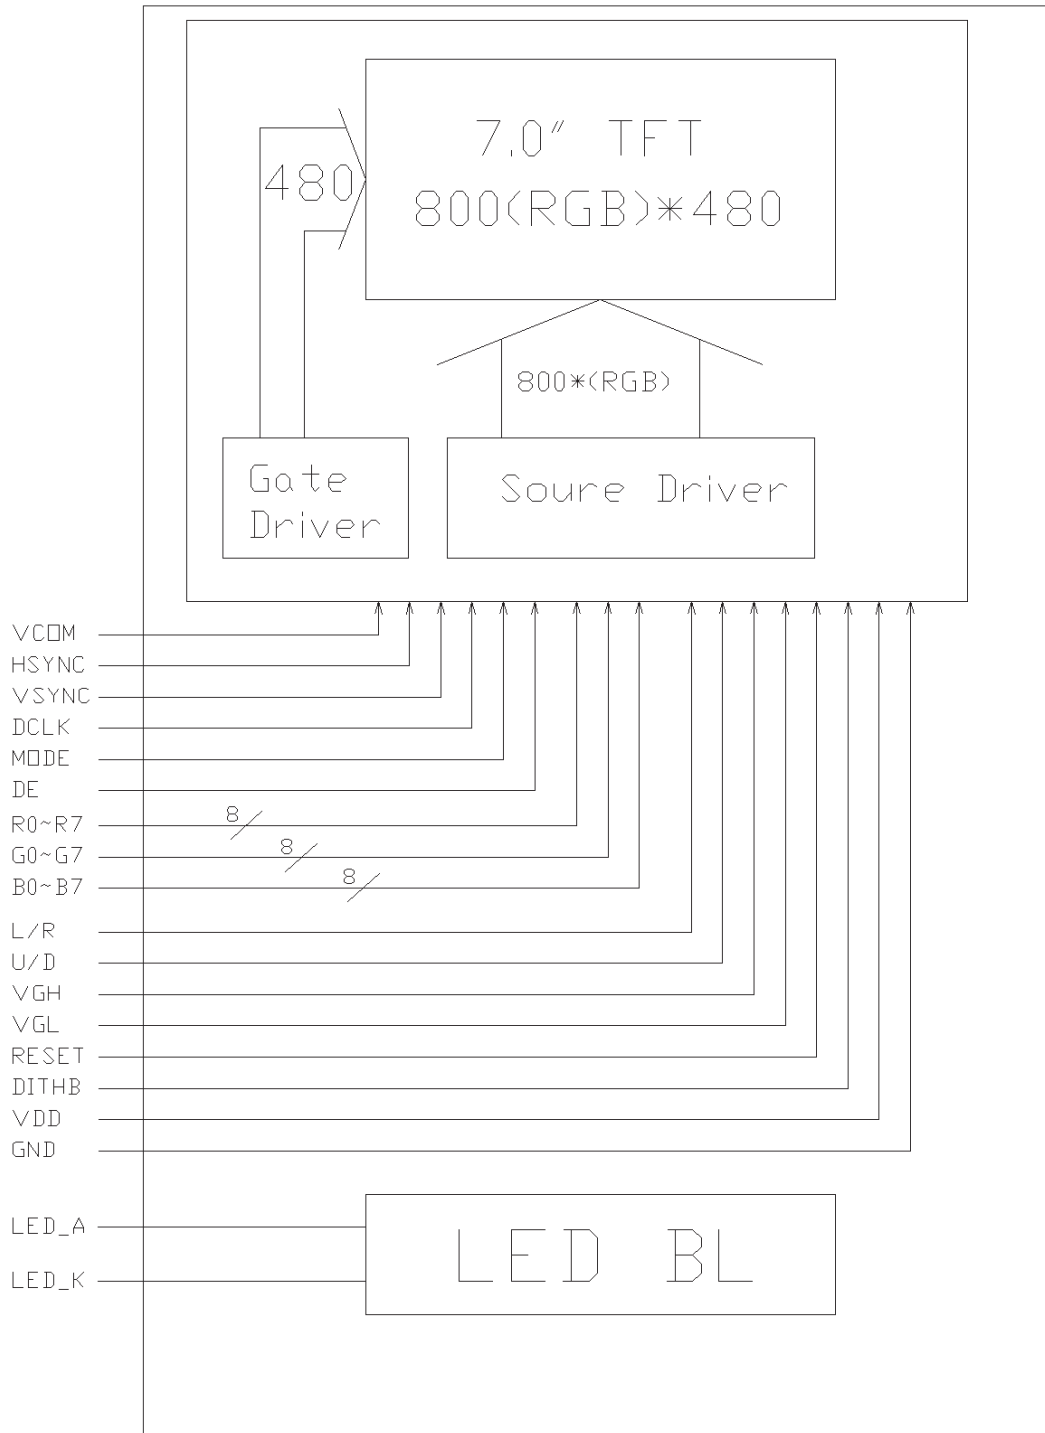 7.0" TFT
480
800(RGB)*480
800*(RGB)
Gate
Driver
Soure Driver
VCOM
HSYNC
VSYNC
DCLK
MODE
DE
R0~R7
8
G0~G7
8
B0~B7
8
L/R
U/D
VGH
VGL
RESET
DITHB
VDD
GND
LED_A
LED_K
LED BL